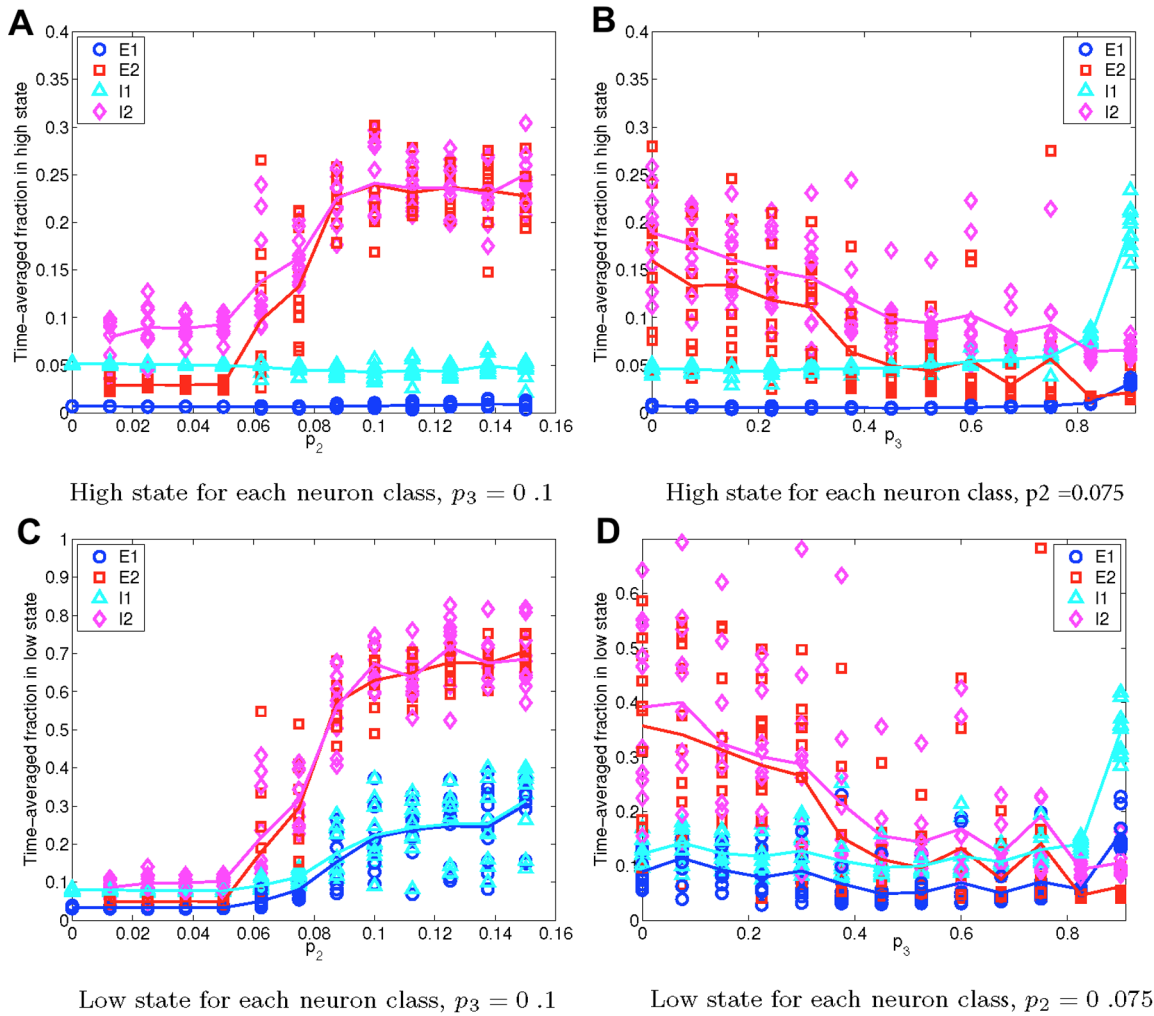 A
B
0.4
0.35
0.3
0.25
0.2
0.15
0.1
0.05
0
E1
E2
I1
I2
Time-averaged fraction in high state
0 0.02 0.04 0.06 0.08 0.1 0.12 0.14 0.16
p2
0.4
0.35
0.3
0.25
0.2
0.15
0.1
0.05
0
E1
E2
I1
I2
Time-averaged fraction in high state
0 0.2 0.4 0.6 0.8
p3
High state for each neuron class, p3 = 0 .1
High state for each neuron class, p2 =0.075
C
D
1
0.9
0.8
0.7
0.6
0.5
0.4
0.3
0.2
0.1
0
E1
E2
I1
I2
Time-averaged fraction in low state
0 0.02 0.04 0.06 0.08 0.1 0.12 0.14 0.16
p2
0.6
0.5
0.4
0.3
0.2
0.1
0
E1
E2
I1
I2
Time-averaged fraction in low state
0 0.2 0.4 0.6 0.8
p3
Low state for each neuron class, p3 = 0 .1
Low state for each neuron class, p2 = 0 .075